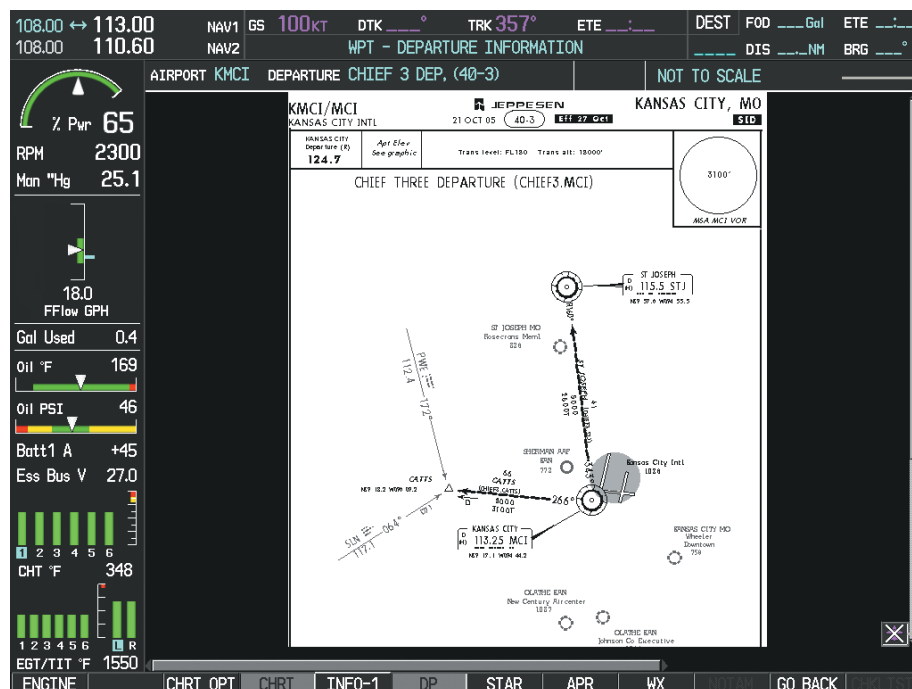 108.00 ↔ 113.00 NAV1 GS 100KT DTK ___° TRK 357° ETE __:__ DEST FOD ___Gal ETE __:__
108.00 110.60 NAV2 WPT - DEPARTURE INFORMATION ____ DIS __._NM BRG ___°
AIRPORT KMCI DEPARTURE CHIEF 3 DEP, (40-3) NOT TO SCALE
% Pwr 65
RPM 2300
Man "Hg 25.1
18.0
FFlow GPH
Gal Used 0.4
Oil °F 169
Oil PSI 46
Batt1 A +45
Ess Bus V 27.0
1 2 3 4 5 6
CHT °F 348
1 2 3 4 5 6 L R
EGT/TIT °F 1550
KMCI/MCI JEPPESEN KANSAS CITY, MO
KANSAS CITY INTL 21 OCT 05 40-3 Eff 27 Oct SID
KANSAS CITY
Departure (R)
124.7
Apt Elev
See graphic
Trans level: FL180 Trans alt: 18000'
3100'
MSA MCI VOR
CHIEF THREE DEPARTURE (CHIEF3.MCI)
ST JOSEPH
D
(H) 115.5 STJ
ST JOSEPH MO
Rosecrans Meml
826
PWE
112.4
172°
SHERMAN AAF
772
Kansas City Intl
1026
CATTS
66
CATTS
(CHIEF3.CATTS)
9000
3100T
266°
D
SLN
117.1
064°
KANSAS CITY
D
(H) 113.25 MCI
KANSAS CITY MO
Wheeler
Downtown
OLATHE KAN
New Century Aircenter
1087
OLATHE KAN
Johnson Co Executive
ENGINE CHRT OPT CHRT INFO-1 DP STAR APR WX NOTAM GO BACK CHKLIST